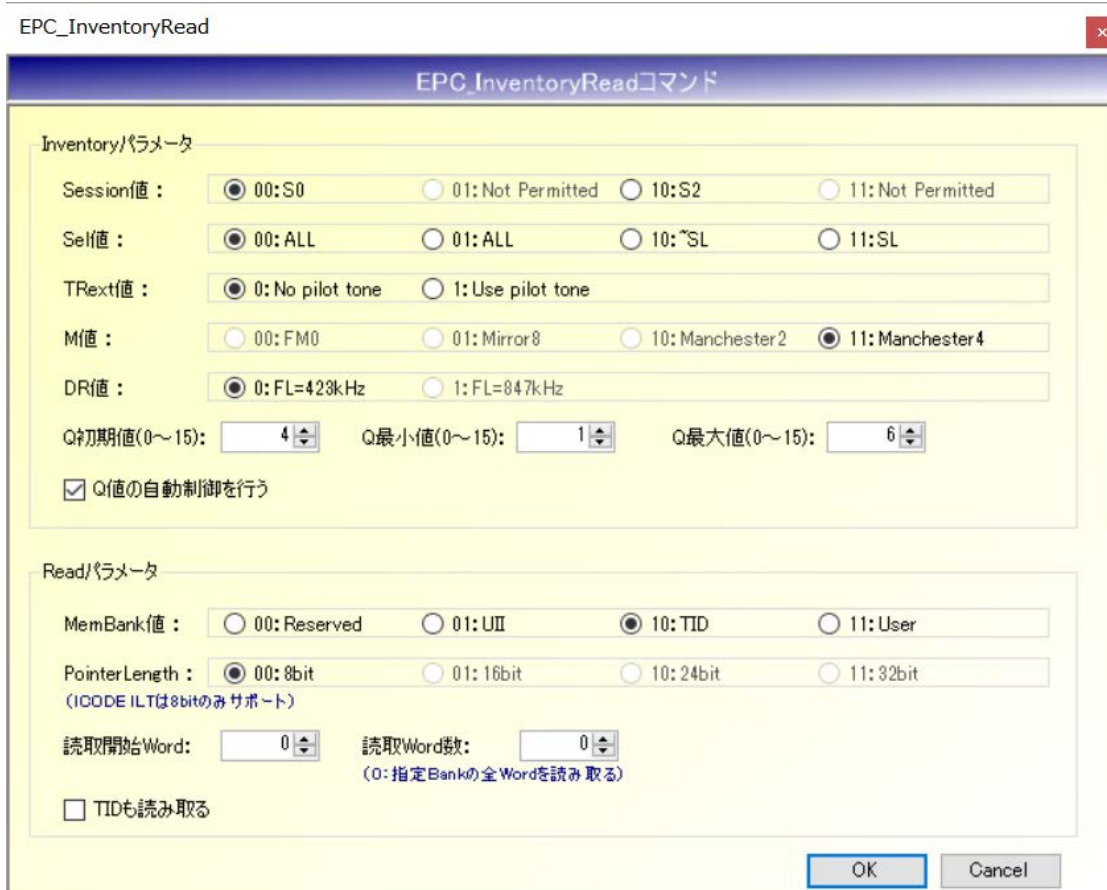 EPC_InventoryRead
EPC_InventoryReadコマンド
Inventoryパラメータ
Session値： 00:S0 01:Not Permitted 10:S2 11:Not Permitted
Sel値： 00:ALL 01:ALL 10:~SL 11:SL
TRext値： 0:No pilot tone 1:Use pilot tone
M値： 00:FM0 01:Mirror8 10:Manchester2 11:Manchester4
DR値： 0:FL=423kHz 1:FL=847kHz
Q初期値(0～15): 4 Q最小値(0～15): 1 Q最大値(0～15): 6
Q値の自動制御を行う
Readパラメータ
MemBank値： 00:Reserved 01:UII 10:TID 11:User
PointerLength： 00:8bit 01:16bit 10:24bit 11:32bit
(ICODE ILTは8bitのみサポート)
読取開始Word: 0 読取Word数: 0
(0:指定Bankの全Wordを読み取る)
TIDも読み取る
OK Cancel